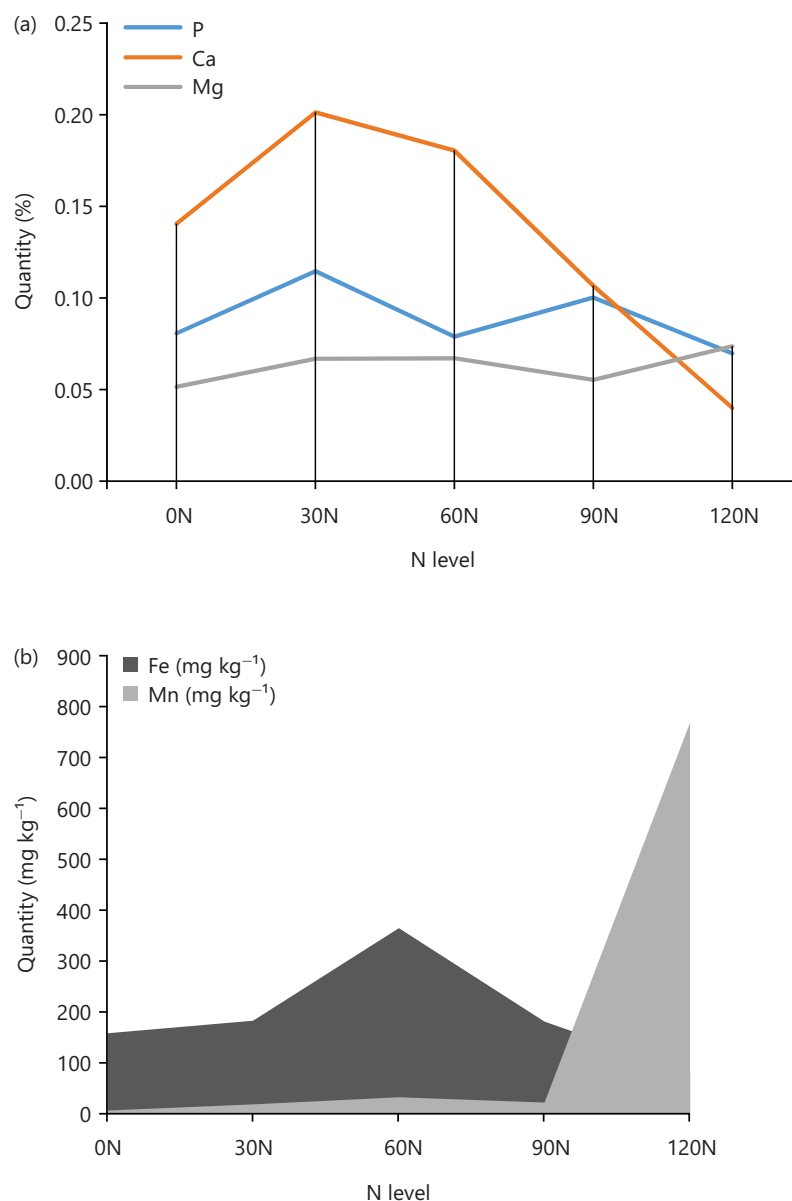 (a)
0.25
P
Ca
Mg
0.20
0.15
0.10
0.05
0.00
Quantity (%)
0N 30N 60N 90N 120N
N level
(b)
900
Fe (mg kg⁻¹)
Mn (mg kg⁻¹)
800
700
600
500
400
300
200
100
0
Quantity (mg kg⁻¹)
0N 30N 60N 90N 120N
N level